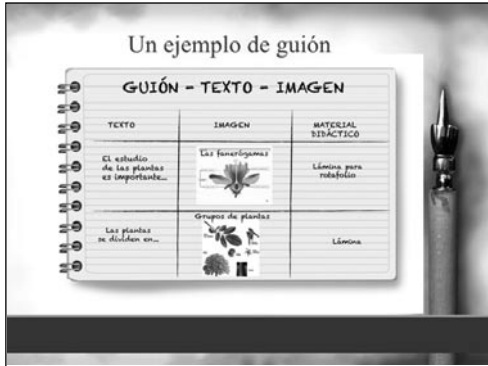 Un ejemplo de guión
GUIÓN - TEXTO - IMAGEN
TEXTO
IMAGEN
MATERIAL
DIDÁCTICO
El estudio
de las plantas
es importante...
Las fanerógamas
Lámina para
rotafolio
Las plantas
se dividen en...
Grupos de plantas
Lámina